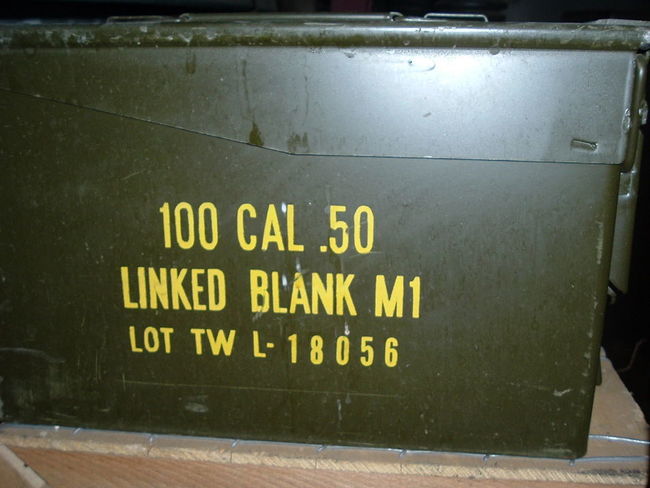 100 CAL .50
LINKED BLANK M1
LOT TW L-18056